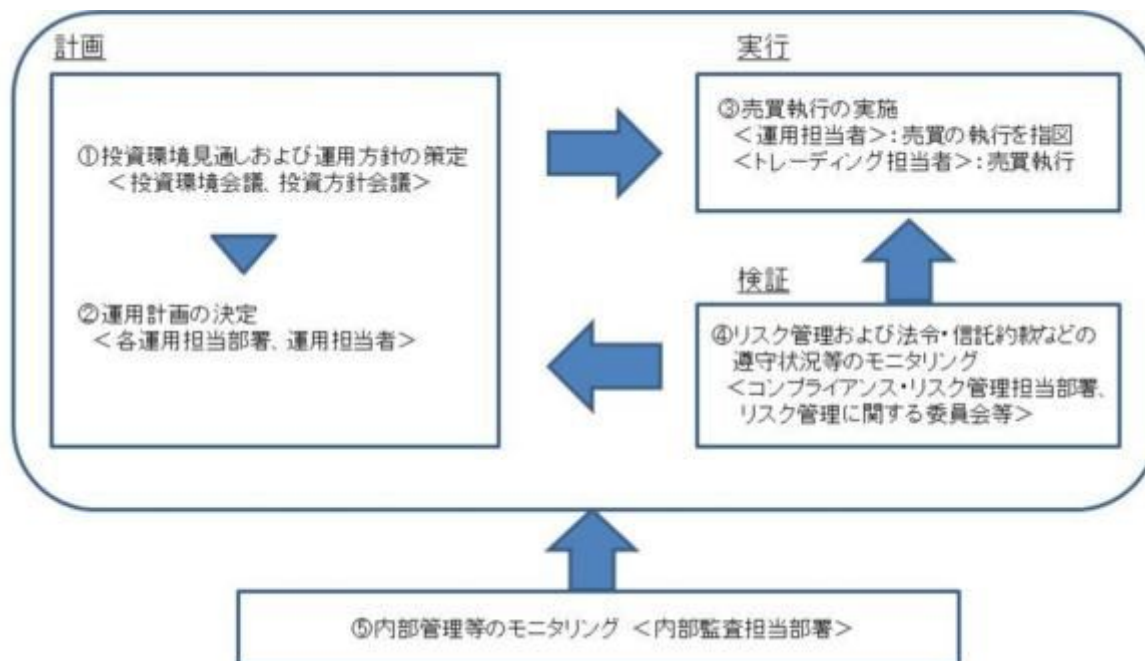 計画
①投資環境見通しおよび運用方針の策定
＜投資環境会議、投資方針会議＞
②運用計画の決定
＜各運用担当部署、運用担当者＞
実行
③売買執行の実施
＜運用担当者＞：売買の執行を指図
＜トレーディング担当者＞：売買執行
検証
④リスク管理および法令・信託約款などの
遵守状況等のモニタリング
＜コンプライアンス・リスク管理担当部署、
リスク管理に関する委員会等＞
⑤内部管理等のモニタリング ＜内部監査担当部署＞